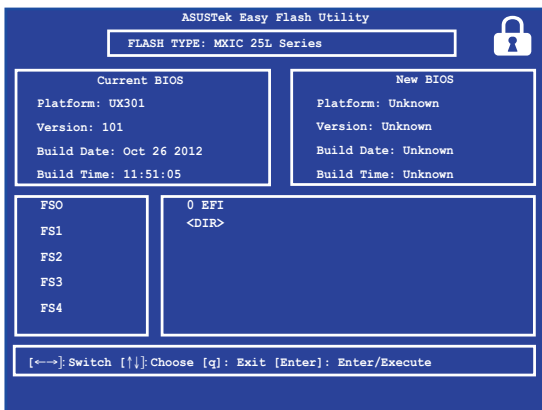 ASUSTek Easy Flash Utility
FLASH TYPE: MXIC 25L Series
Current BIOS
Platform: UX301
Version: 101
Build Date: Oct 26 2012
Build Time: 11:51:05
New BIOS
Platform: Unknown
Version: Unknown
Build Date: Unknown
Build Time: Unknown
FSO
FS1
FS2
FS3
FS4
0 EFI
<DIR>
[←→]: Switch [↑↓]: Choose [q]: Exit [Enter]: Enter/Execute